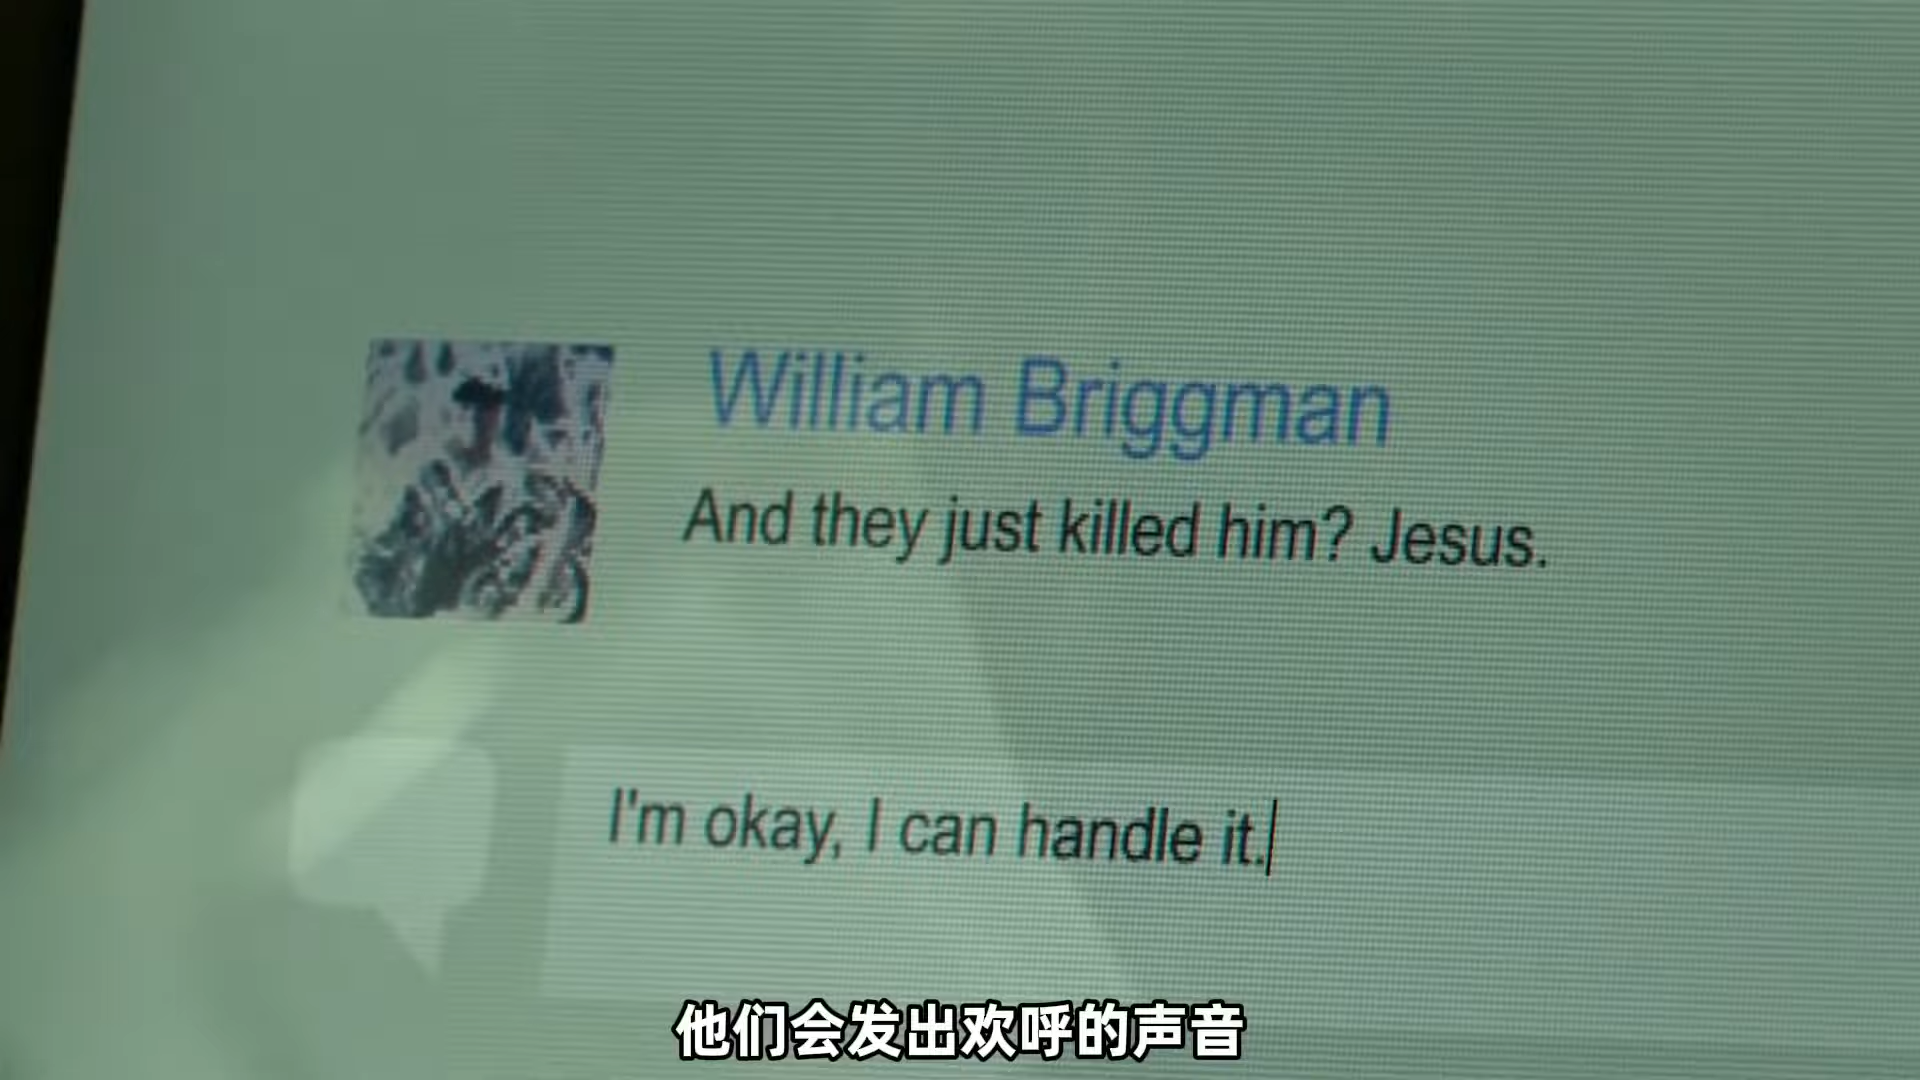 William Briggman
And they just killed him? Jesus.
I'm okay, I can handle it.
他们会发出欢呼的声音